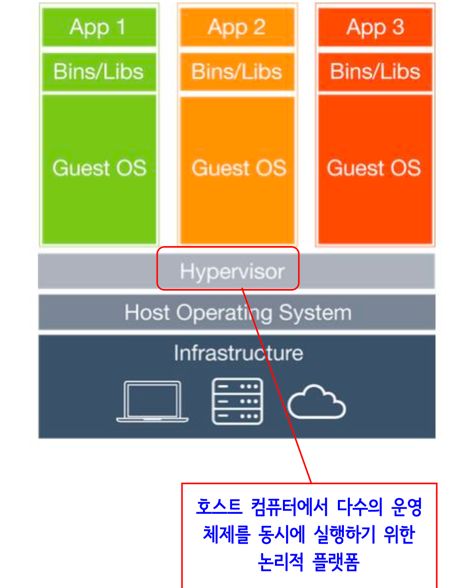 App 1
App 2
App 3
Bins/Libs
Bins/Libs
Bins/Libs
Guest OS
Guest OS
Guest OS
Hypervisor
Host Operating System
Infrastructure
호스트 컴퓨터에서 다수의 운영
체제를 동시에 실행하기 위한
논리적 플랫폼